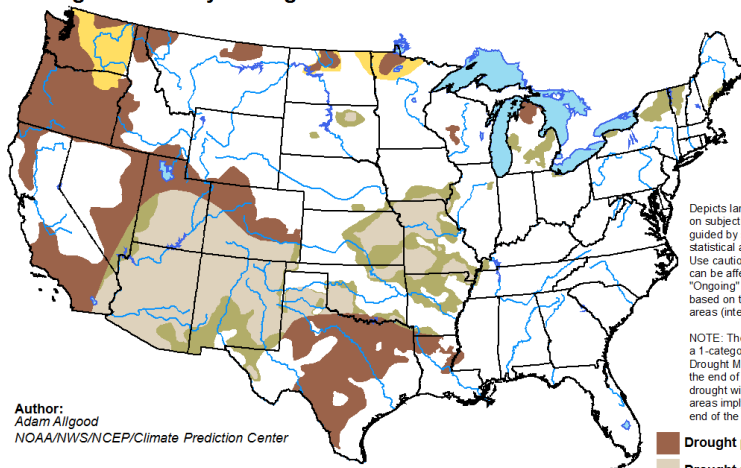 Depicts lar
on subject
guided by
statistical a
Use cautio
can be affe
"Ongoing"
based on t
areas (inte
NOTE: The
a 1-category
Drought M
the end of
drought wi
areas impl
end of the
Author:
Adam Allgood
NOAA/NWS/NCEP/Climate Prediction Center
Drought